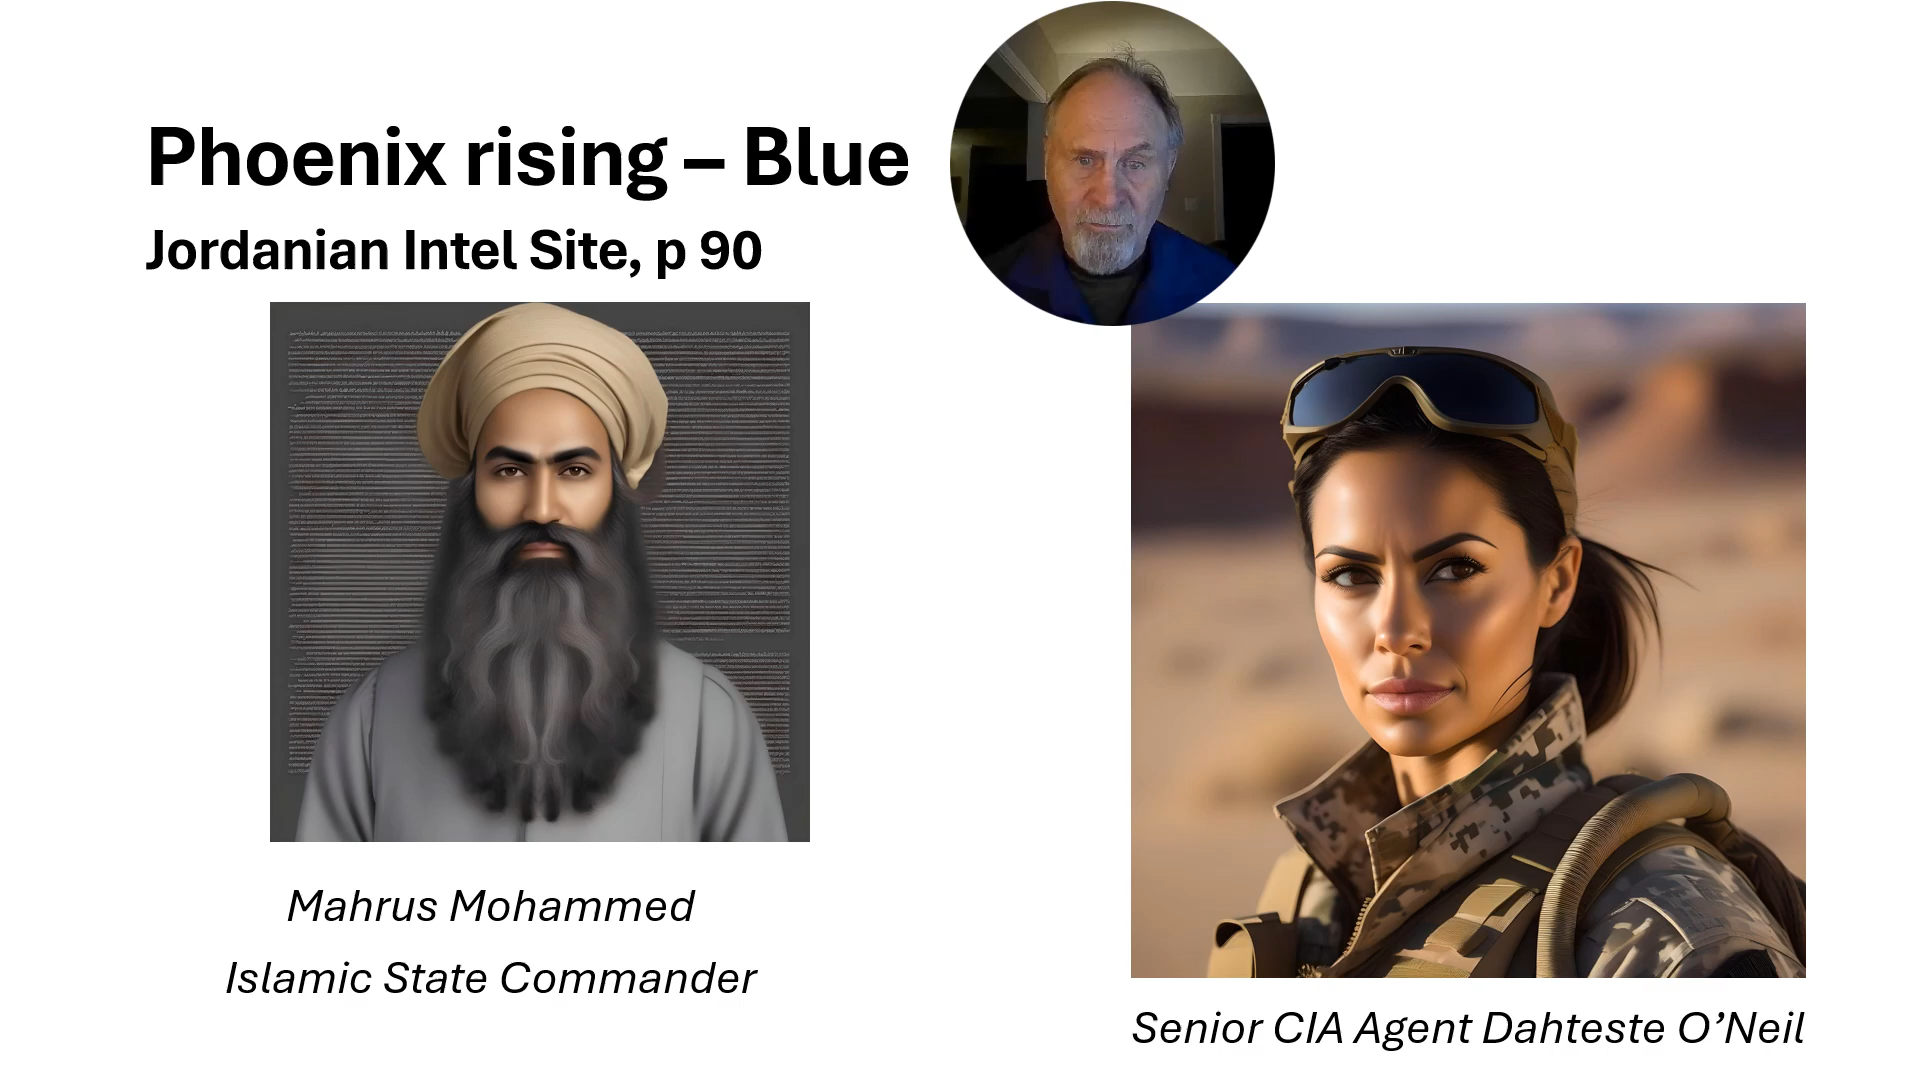 Phoenix rising – Blue
Jordanian Intel Site, p 90
Mahrus Mohammed
Islamic State Commander
Senior CIA Agent Dahteste O’Neil